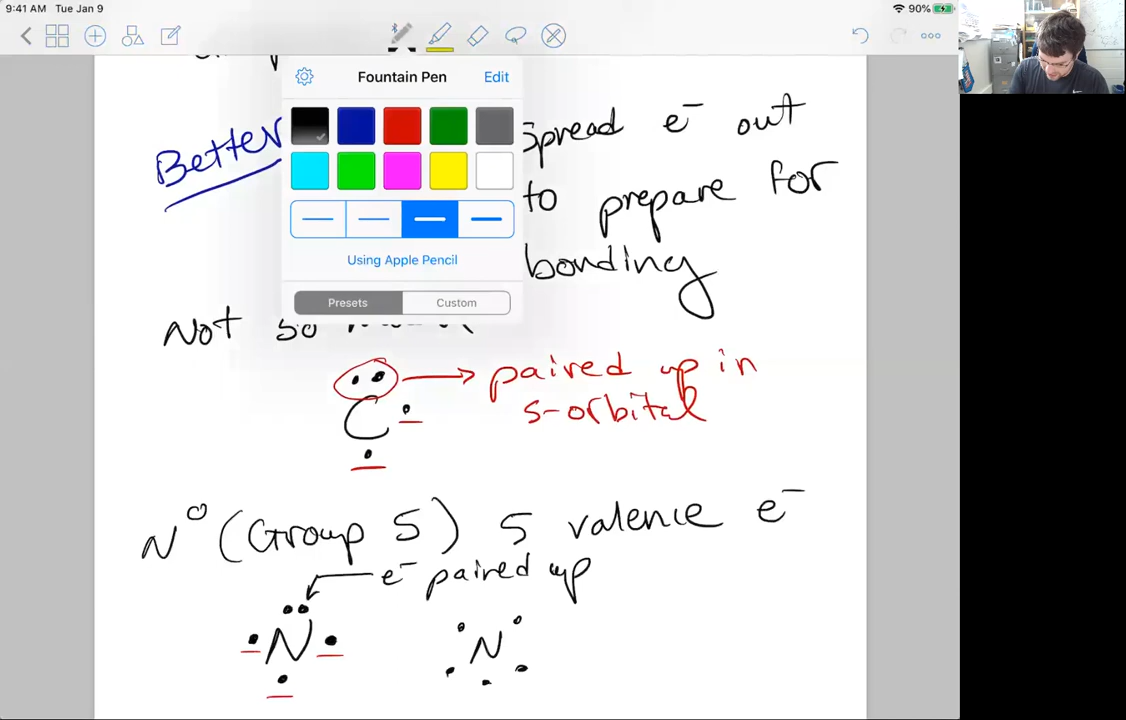 9:41 AM Tue Jan 9
90%
Fountain Pen
Edit
Better
Spread e⁻ out
to prepare for
bonding
Using Apple Pencil
Presets
Custom
Not so
C
paired up in
s-orbital
N⁰ (Group 5) 5 valence e⁻
e⁻ paired up
N
N